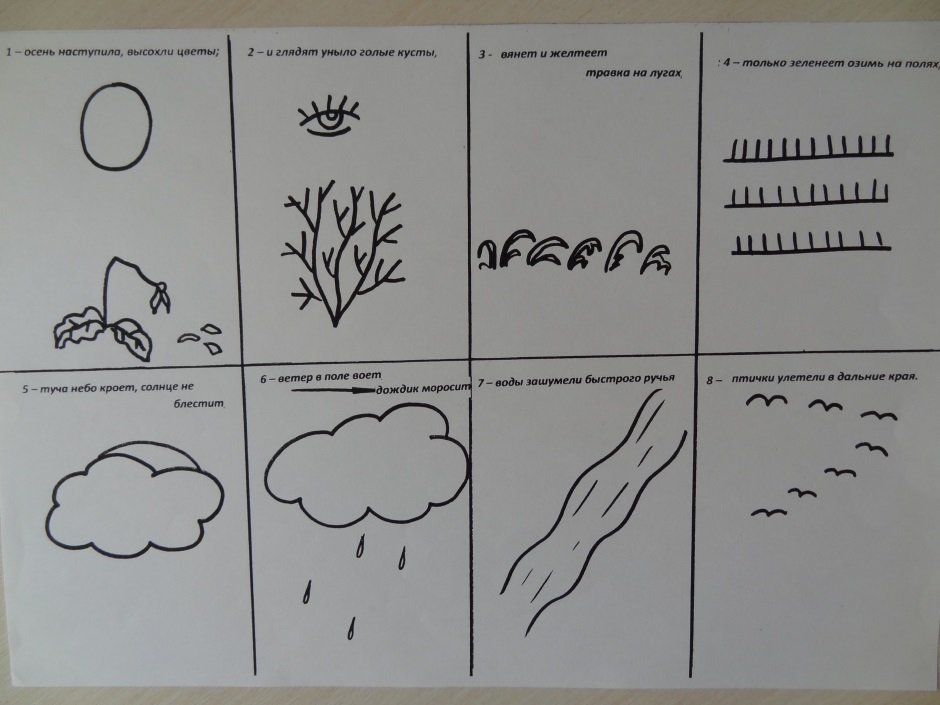 1 – осень наступила, высохли цветы;
2 – и глядят уныло голые кусты,
3 - вянет и желтеет
травка на лугах,
: 4 – только зеленеет озимь на полях,
5 – туча небо кроет, солнце не
блестит,
6 – ветер в поле воет,
дождик моросит
7 – воды зашумели быстрого ручья
8 – птички улетели в дальние края.